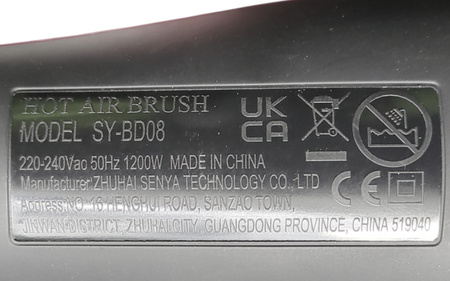 HOT AIR BRUSH
MODEL SY-BD08
220-240Vac 50Hz 1200W MADE IN CHINA
Manufacturer:ZHUHAI SENYA TECHNOLOGY CO., LTD.
Address:NO. 16 HENGHUI ROAD, SANZAO TOWN,
JINWAN DISTRICT, ZHUHAI CITY, GUANGDONG PROVINCE, CHINA 519040
UK
CA
CE